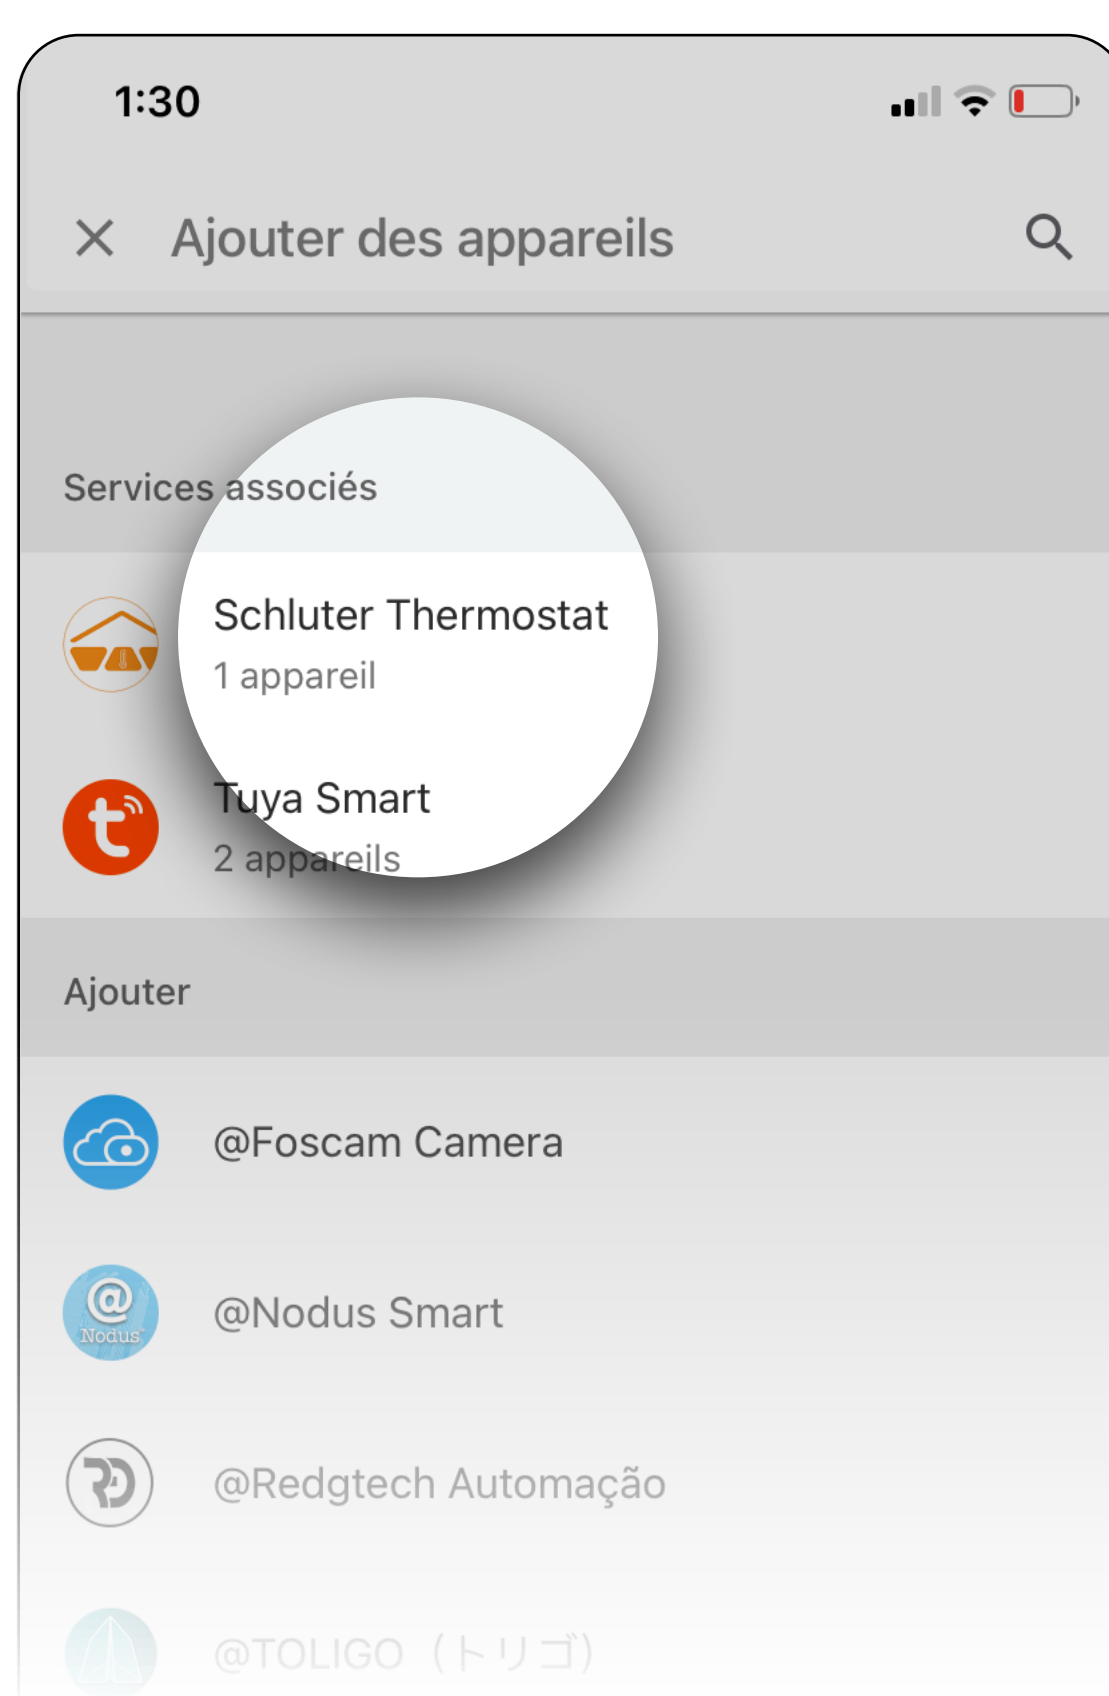 1:30
Ajouter des appareils
Services associés
Schluter Thermostat
1 appareil
Tuya Smart
2 appareils
Ajouter
@Foscam Camera
@
Nodus
@Nodus Smart
@Redgtech Automação
@TOLIGO（トリゴ）